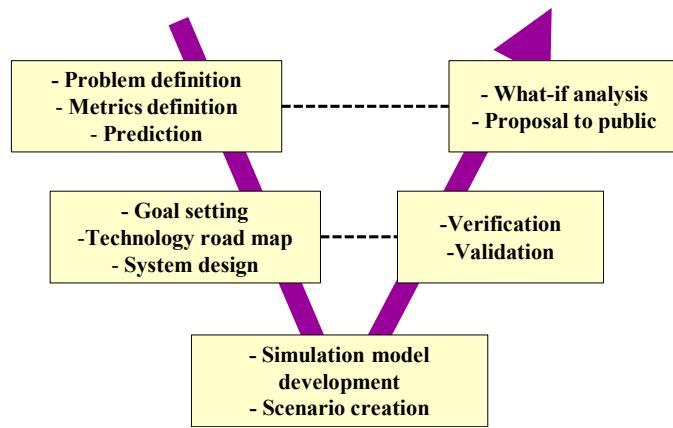 - Problem definition
- Metrics definition
- Prediction
- What-if analysis
- Proposal to public
- Goal setting
-Technology road map
- System design
-Verification
-Validation
- Simulation model
development
- Scenario creation